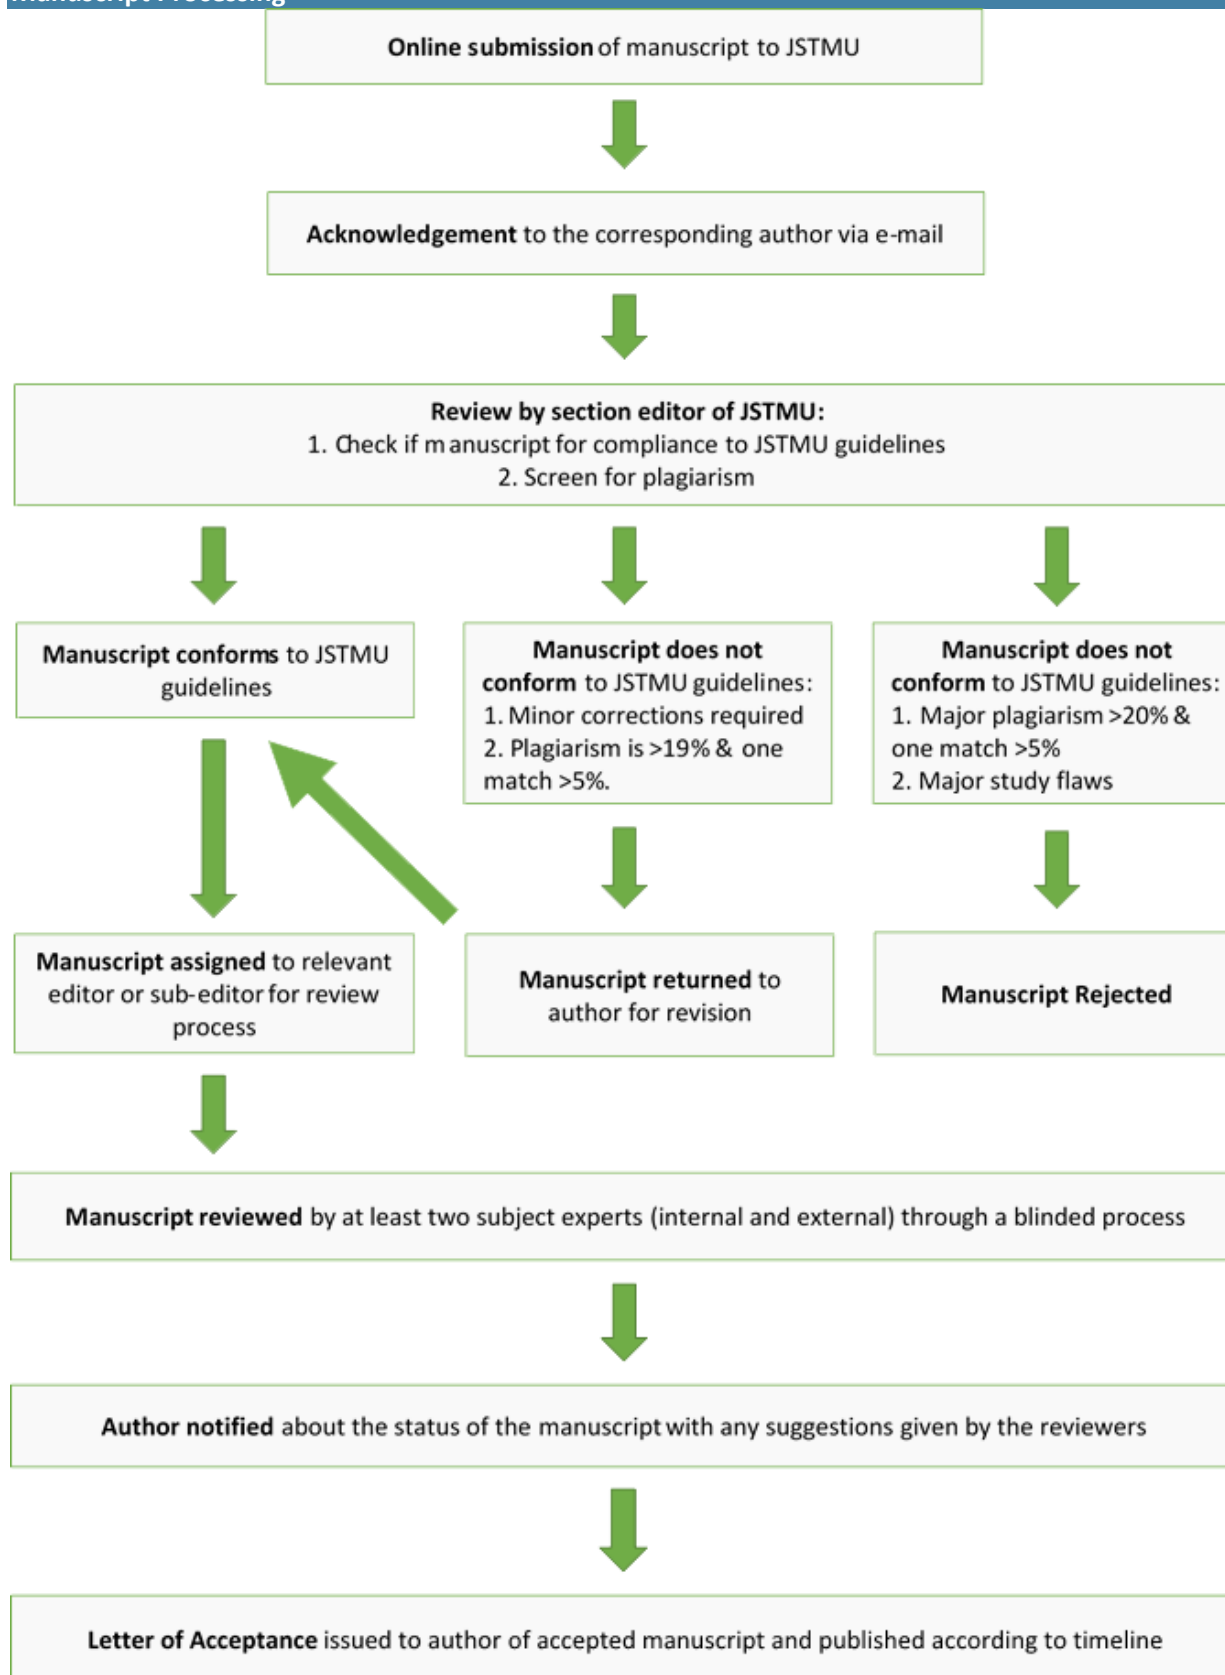 Manuscript Processing
Online submission of manuscript to JSTMU
Acknowledgement to the corresponding author via e-mail
Review by section editor of JSTMU:
1. Check if manuscript for compliance to JSTMU guidelines
2. Screen for plagiarism
Manuscript conforms to JSTMU
guidelines
Manuscript does not
conform to JSTMU guidelines:
1. Minor corrections required
2. Plagiarism is >19% & one
match >5%.
Manuscript does not
conform to JSTMU guidelines:
1. Major plagiarism >20% &
one match >5%
2. Major study flaws
Manuscript assigned to relevant
editor or sub-editor for review
process
Manuscript returned to
author for revision
Manuscript Rejected
Manuscript reviewed by at least two subject experts (internal and external) through a blinded process
Author notified about the status of the manuscript with any suggestions given by the reviewers
Letter of Acceptance issued to author of accepted manuscript and published according to timeline